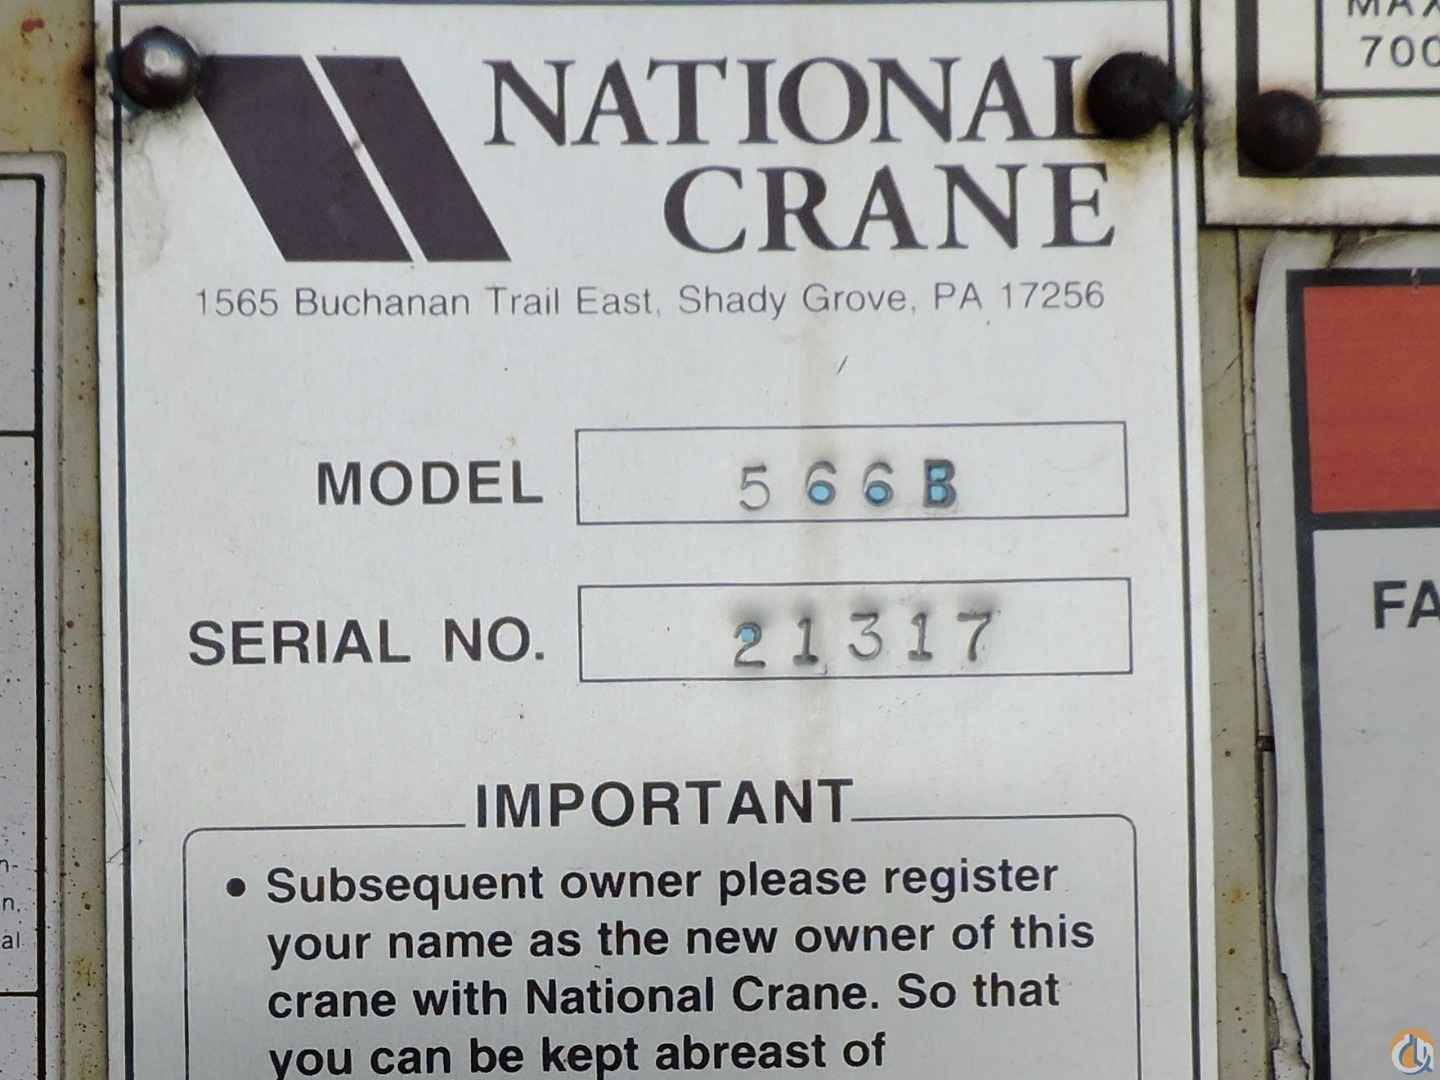 NATIONAL
CRANE
1565 Buchanan Trail East, Shady Grove, PA 17256
MODEL 566B
SERIAL NO. 21317
IMPORTANT
• Subsequent owner please register
your name as the new owner of this
crane with National Crane. So that
you can be kept abreast of
MAX
700
FA
n-
n,
al